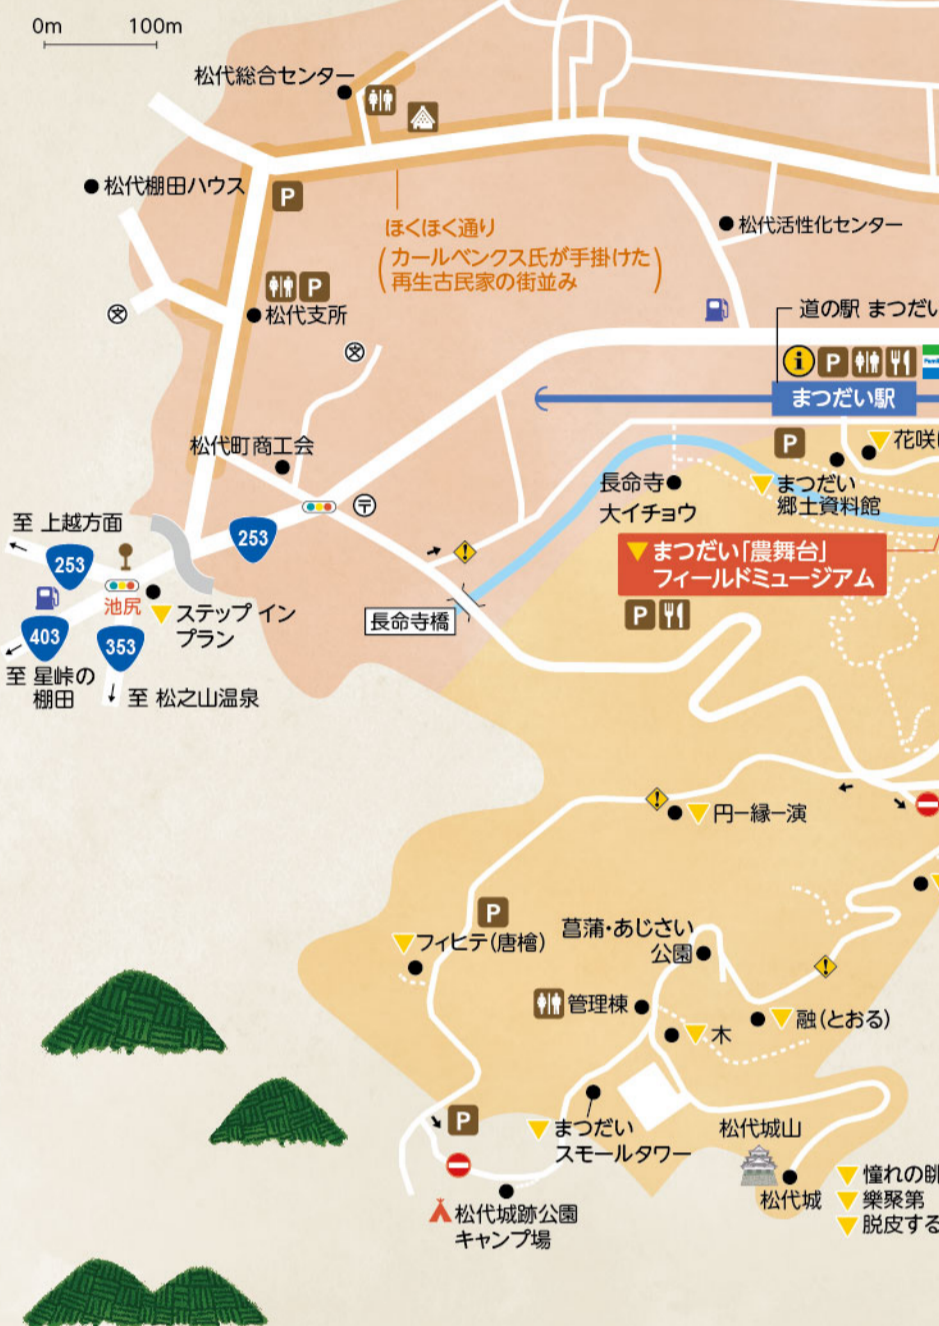 0m 100m
松代総合センター
松代棚田ハウス
P
ほくほく通り
(カールベンクス氏が手掛けた
再生古民家の街並み)
松代活性化センター
P
松代支所
文
文
道の駅 まつだい
i P
まつだい駅
松代町商工会
〒
P
花咲
まつだい
郷土資料館
長命寺
大イチョウ
至 上越方面
253
253
まつだい「農舞台」
フィールドミュージアム
P
池尻
ステップ イン
プラン
403
353
長命寺橋
至 星峠の
棚田
至 松之山温泉
円ー縁ー演
P
フィヒテ(唐檜)
菖蒲・あじさい
公園
管理棟
融(とおる)
木
P
まつだい
スモールタワー
松代城山
松代城
憧れの
樂聚第
脱皮する
松代城跡公園
キャンプ場